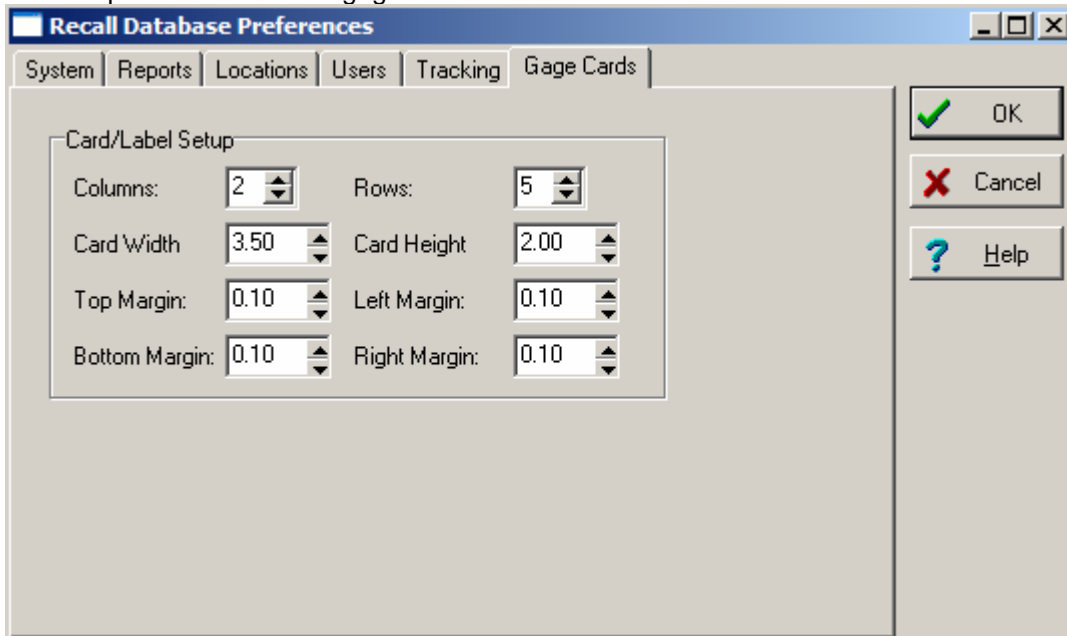 Recall Database Preferences
System Reports Locations Users Tracking Gage Cards
OK
Card/Label Setup
Columns: 2 Rows: 5
Cancel
Card Width 3.50 Card Height 2.00
? Help
Top Margin: 0.10 Left Margin: 0.10
Bottom Margin: 0.10 Right Margin: 0.10